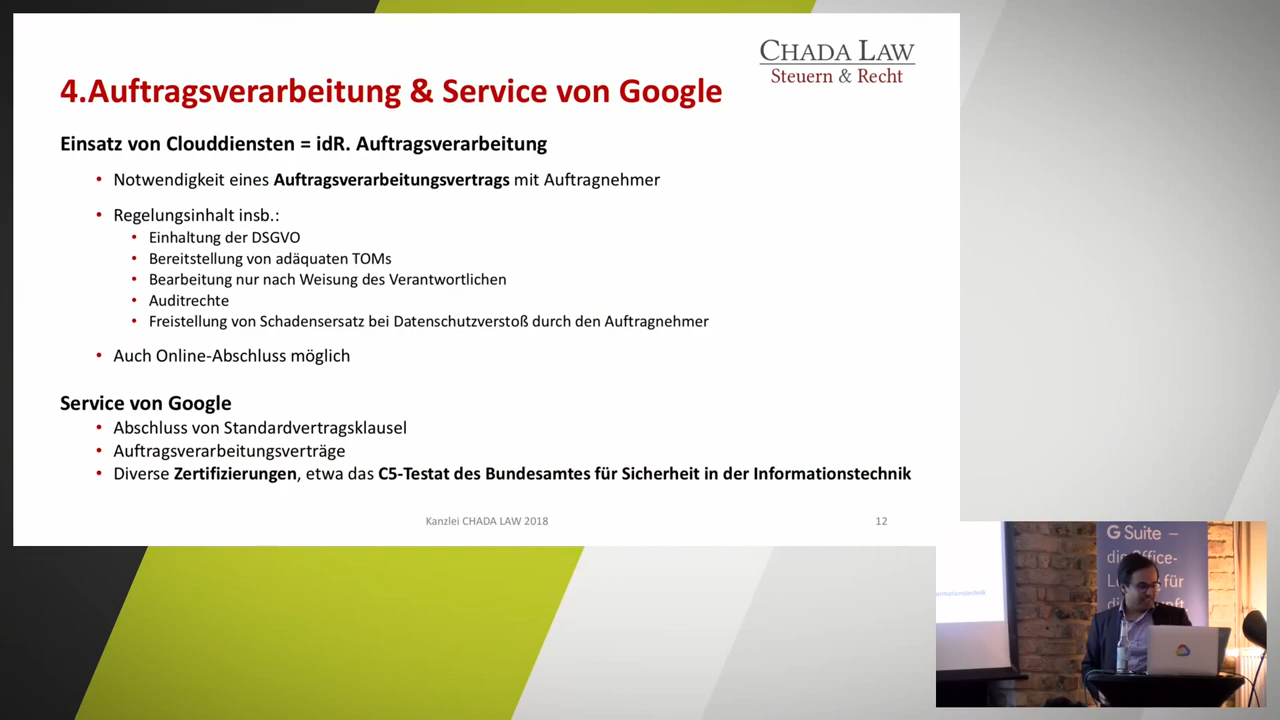 CHADA LAW
Steuern & Recht
4.Auftragsverarbeitung & Service von Google
Einsatz von Clouddiensten = idR. Auftragsverarbeitung
• Notwendigkeit eines Auftragsverarbeitungsvertrags mit Auftragnehmer
• Regelungsinhalt insb.:
• Einhaltung der DSGVO
• Bereitstellung von adäquaten TOMs
• Bearbeitung nur nach Weisung des Verantwortlichen
• Auditrechte
• Freistellung von Schadensersatz bei Datenschutzverstoß durch den Auftragnehmer
• Auch Online-Abschluss möglich
Service von Google
• Abschluss von Standardvertragsklausel
• Auftragsverarbeitungsverträge
• Diverse Zertifizierungen, etwa das C5-Testat des Bundesamtes für Sicherheit in der Informationstechnik
Kanzlei CHADA LAW 2018
12
G Suite –
für